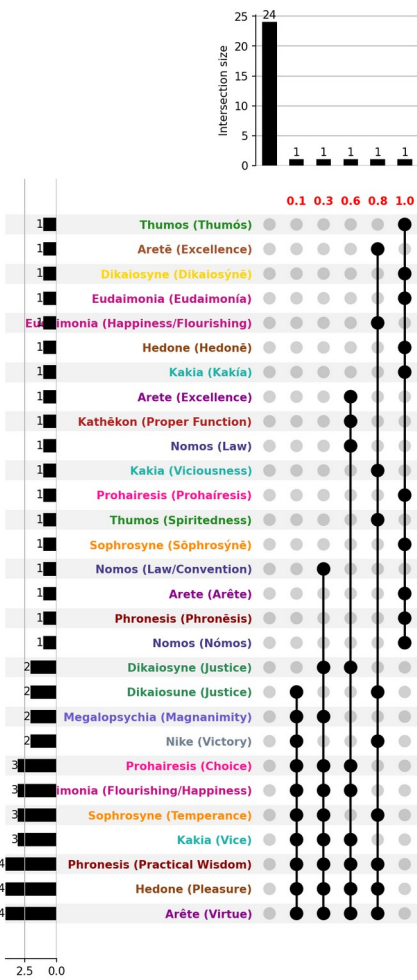 25
24
20
15
10
5
0
Intersection size
1 1 1 1 1
0.1 0.3 0.6 0.8 1.0
1 Thumos (Thumós)
1 Aretē (Excellence)
1 Dikaiosyne (Dikaiosýnē)
1 Eudaimonia (Eudaimonía)
1 Eudaimonia (Happiness/Flourishing)
1 Hedone (Hedonē)
1 Kakia (Kakía)
1 Arete (Excellence)
1 Kathēkon (Proper Function)
1 Nomos (Law)
1 Kakia (Viciousness)
1 Prohairesis (Prohaíresis)
1 Thumos (Spiritedness)
1 Sophrosyne (Sōphrosýnē)
1 Nomos (Law/Convention)
1 Arete (Arête)
1 Phronesis (Phronēsis)
1 Nomos (Nómos)
2 Dikaiosyne (Justice)
2 Dikaiosune (Justice)
2 Megalopsychia (Magnanimity)
2 Nike (Victory)
3 Prohairesis (Choice)
3 imonia (Flourishing/Happiness)
3 Sophrosyne (Temperance)
3 Kakia (Vice)
4 Phronesis (Practical Wisdom)
4 Hedone (Pleasure)
4 Arête (Virtue)
2.5 0.0